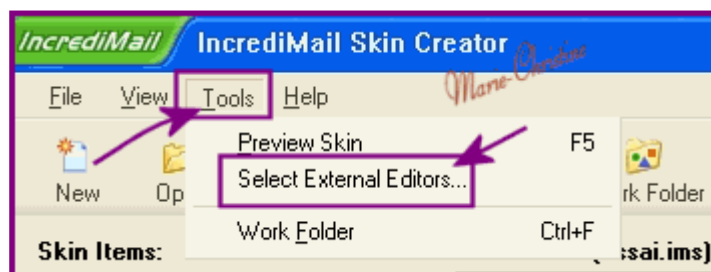 IncrediMail IncrediMail Skin Creator
Marie-Christine
File View Tools Help
Preview Skin F5
New Op Select External Editors... rk Folder
Work Folder Ctrl+F
Skin Items: ssai.ims)